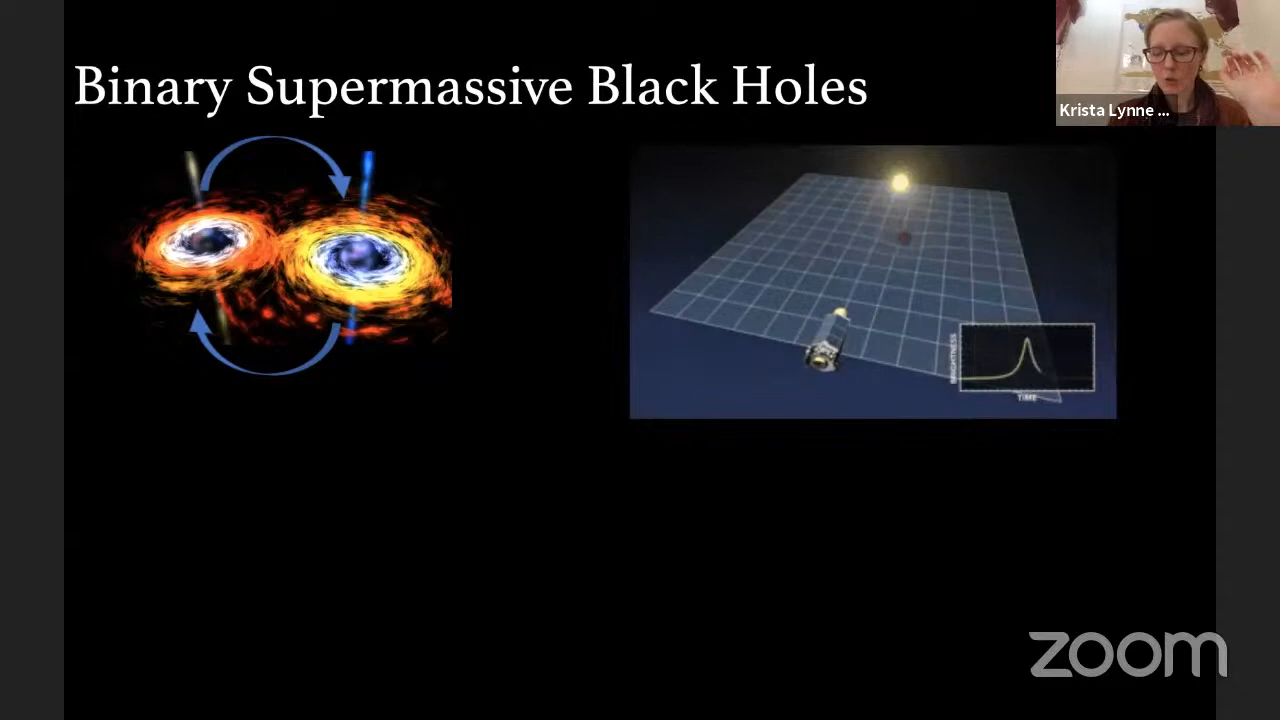 Binary Supermassive Black Holes
Krista Lynne ...
BRIGHTNESS
TIME
zoom